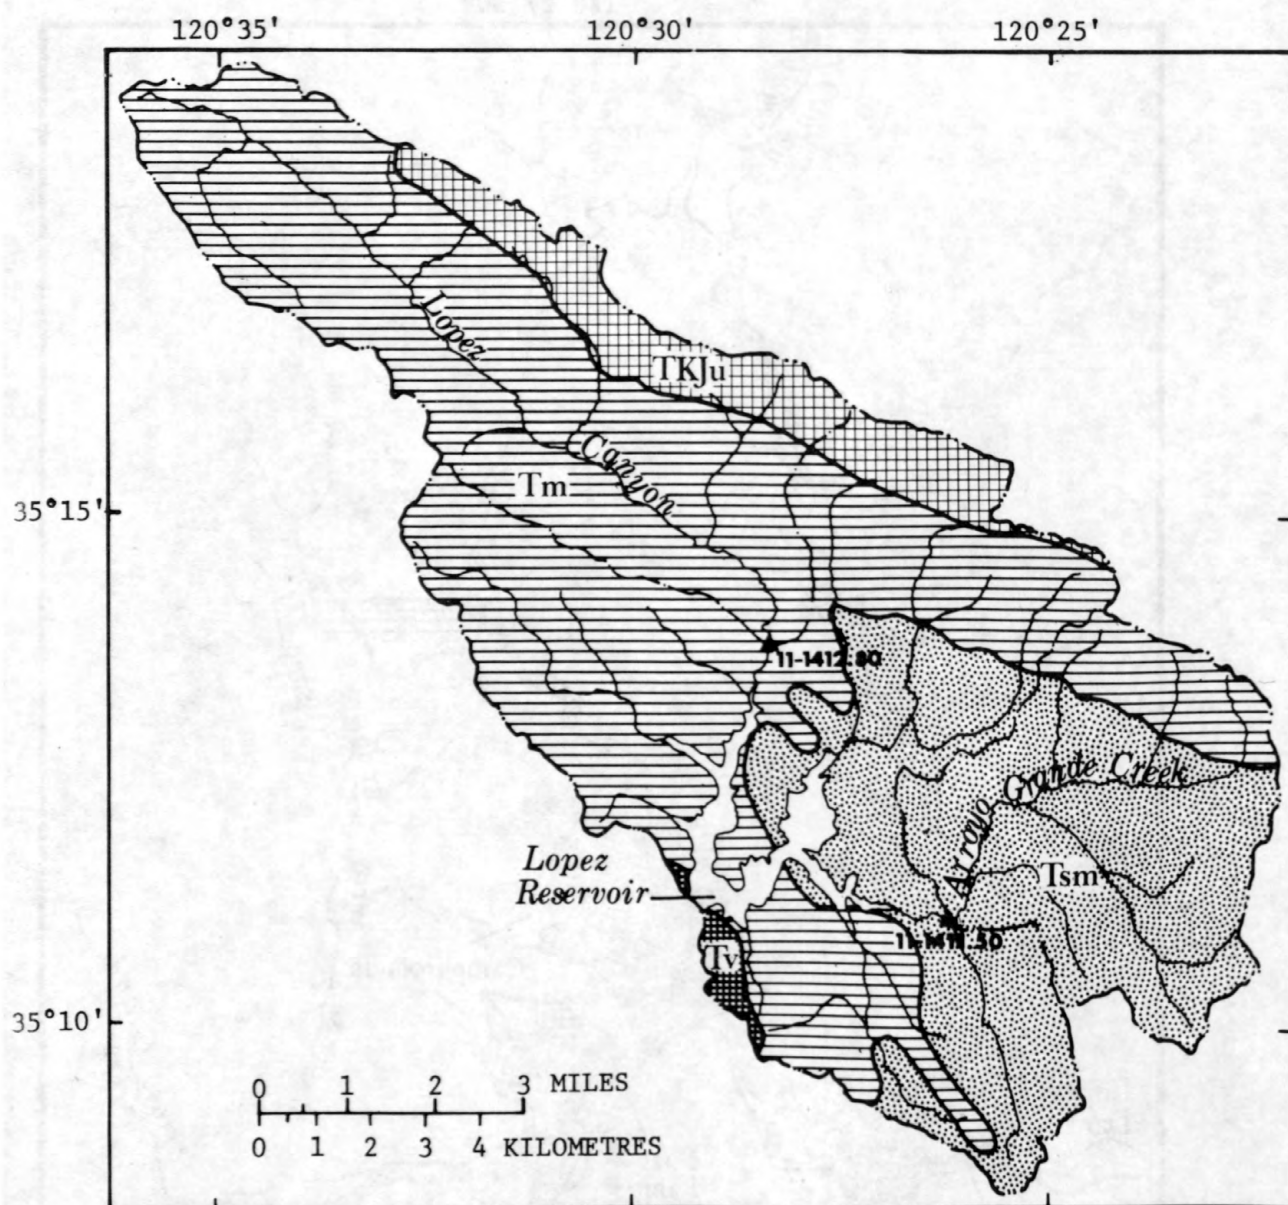 120°35' 120°30' 120°25'
Lopez
TKJu
Canyon
Tm
35°15'
11-1412.80
Arroyo Grande Creek
Lopez
Reservoir
Tsm
11-1411.50
Tv
35°10'
0 1 2 3 MILES
0 1 2 3 4 KILOMETRES